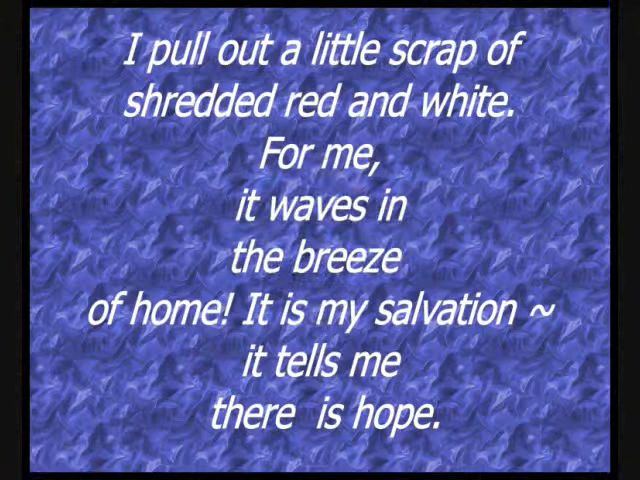 I pull out a little scrap of
shredded red and white.
For me,
it waves in
the breeze
of home! It is my salvation ~
it tells me
there  is hope.